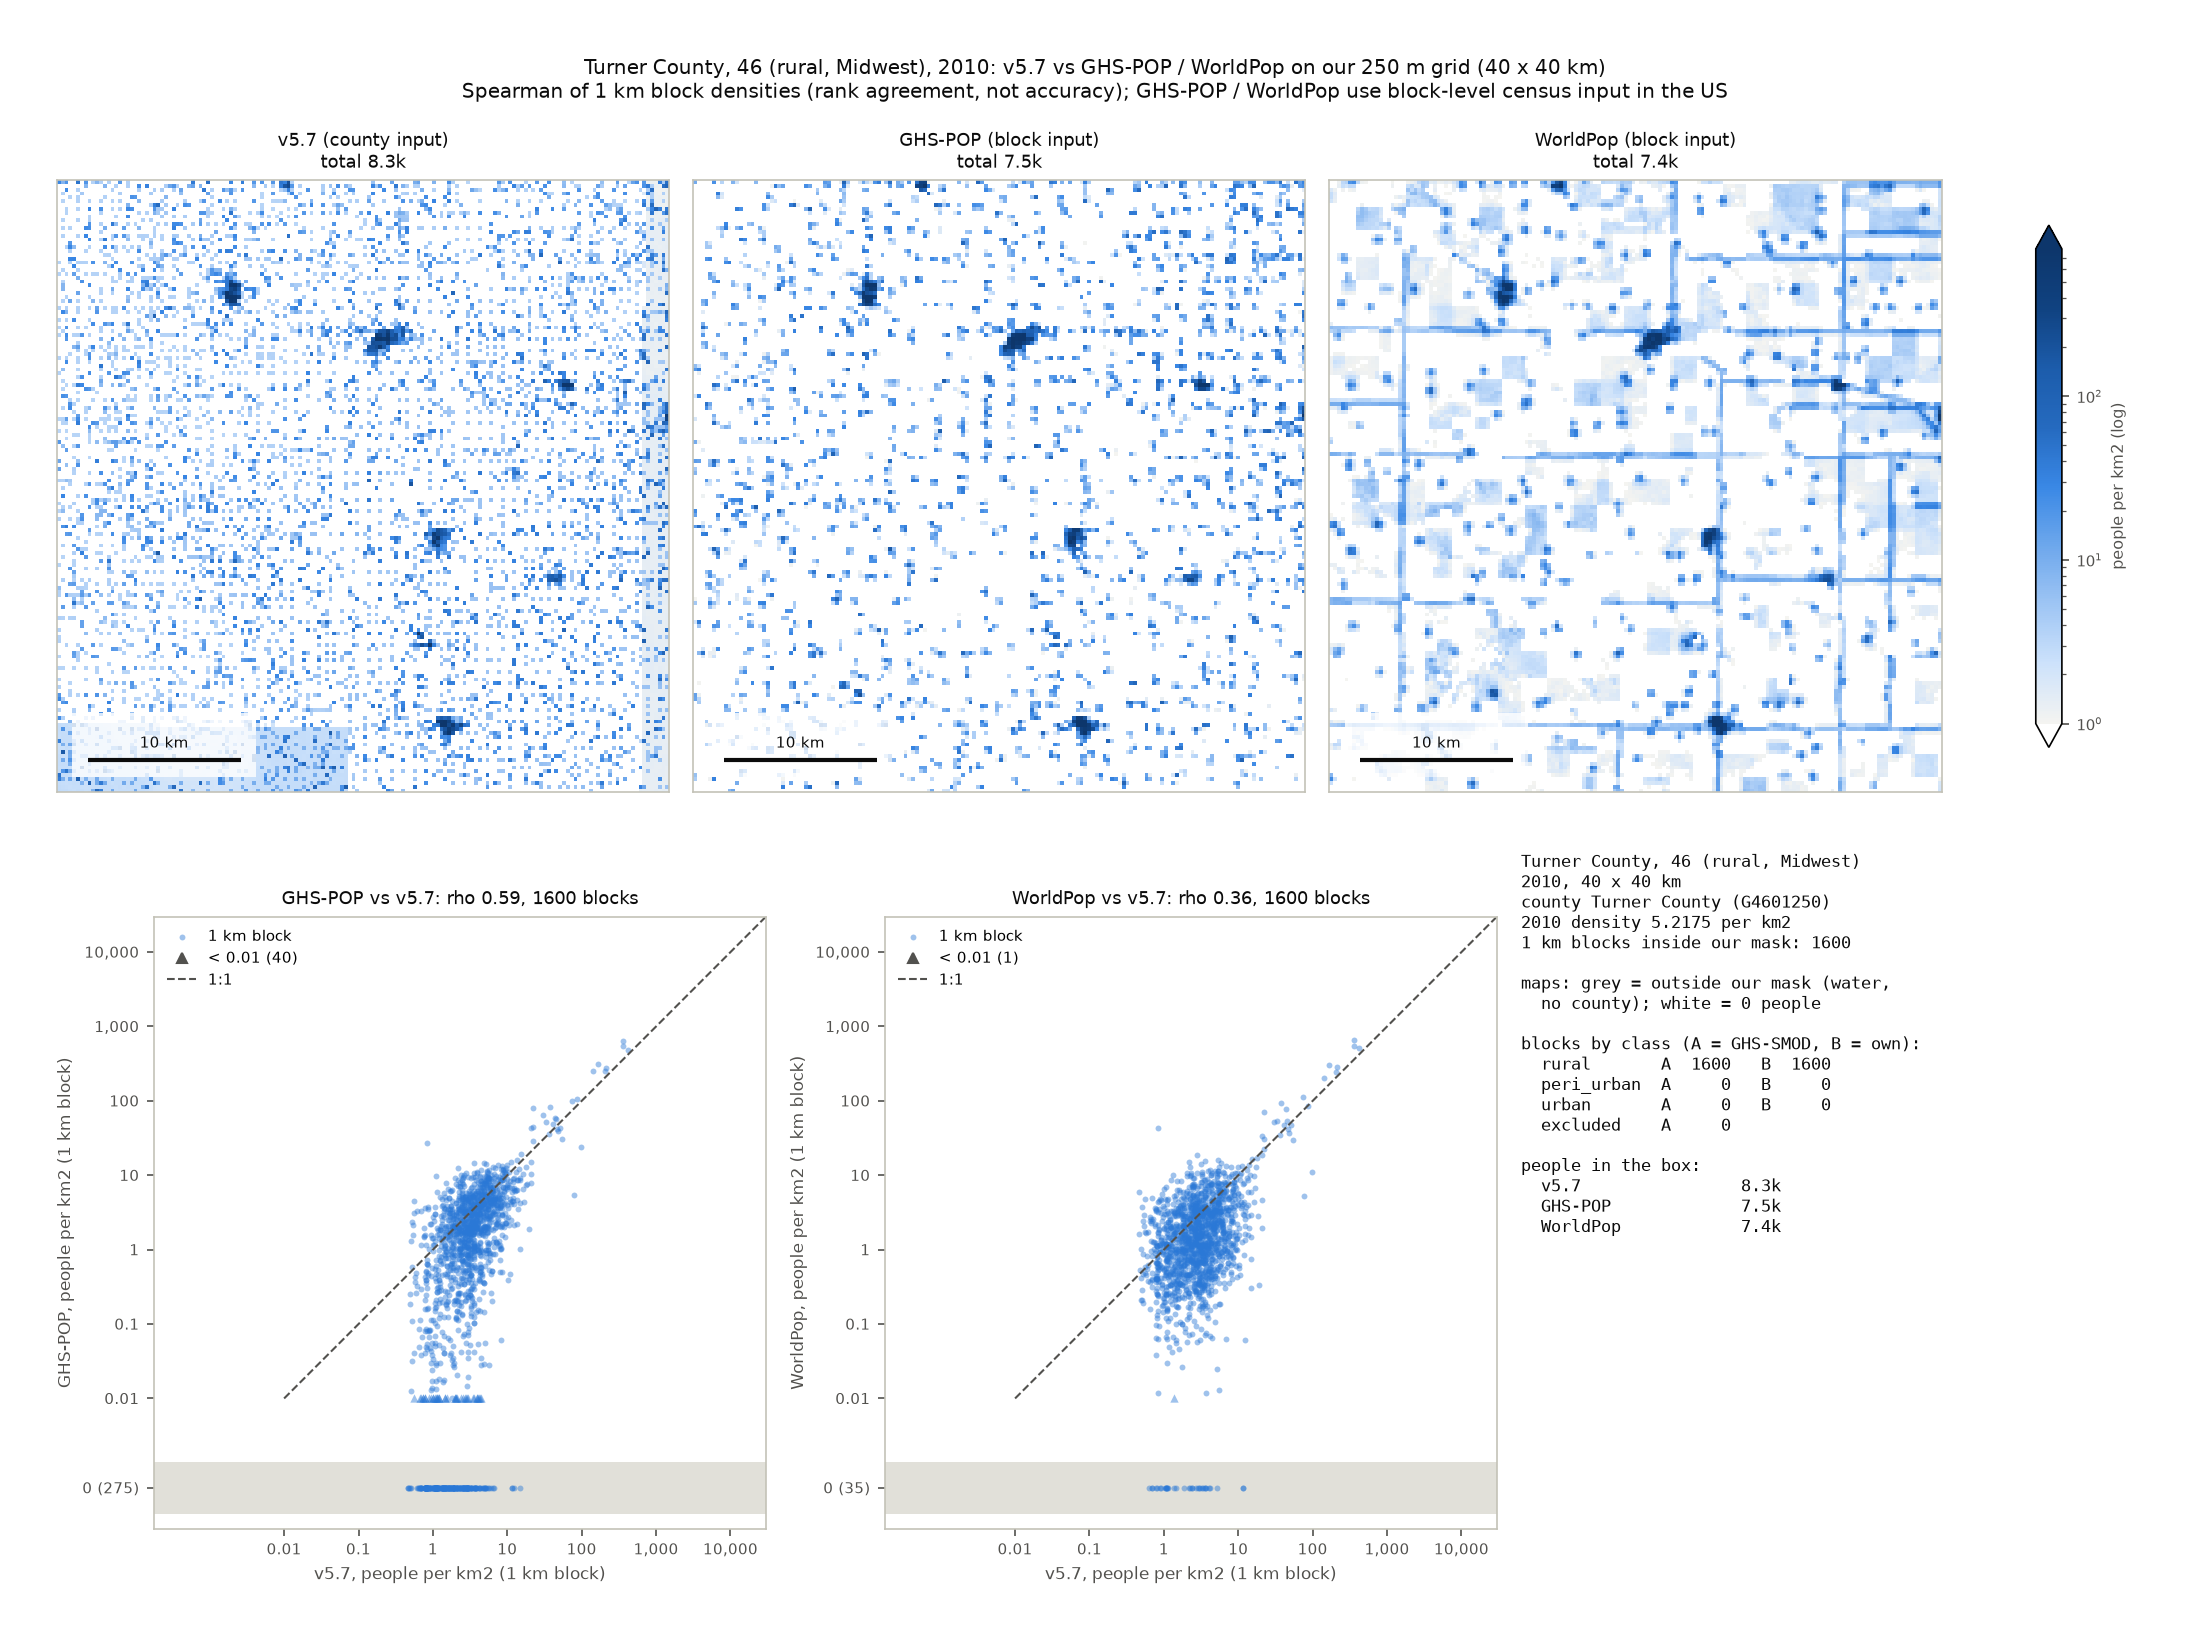 Turner County, 46 (rural, Midwest), 2010: v5.7 vs GHS-POP / WorldPop on our 250 m grid (40 x 40 km)
Spearman of 1 km block densities (rank agreement, not accuracy); GHS-POP / WorldPop use block-level census input in the US
v5.7 (county input)
total 8.3k
GHS-POP (block input)
total 7.5k
WorldPop (block input)
total 7.4k
10 km
10 km
10 km
10²
10¹
10⁰
people per km2 (log)
GHS-POP vs v5.7: rho 0.59, 1600 blocks
1 km block
< 0.01 (40)
1:1
10,000
1,000
100
10
1
0.1
0.01
0 (275)
GHS-POP, people per km2 (1 km block)
0.01
0.1
1
10
100
1,000
10,000
v5.7, people per km2 (1 km block)
WorldPop vs v5.7: rho 0.36, 1600 blocks
1 km block
< 0.01 (1)
1:1
10,000
1,000
100
10
1
0.1
0.01
0 (35)
WorldPop, people per km2 (1 km block)
0.01
0.1
1
10
100
1,000
10,000
v5.7, people per km2 (1 km block)
Turner County, 46 (rural, Midwest)
2010, 40 x 40 km
county Turner County (G4601250)
2010 density 5.2175 per km2
1 km blocks inside our mask: 1600
maps: grey = outside our mask (water,
no county); white = 0 people
blocks by class (A = GHS-SMOD, B = own):
rural A 1600 B 1600
peri_urban A 0 B 0
urban A 0 B 0
excluded A 0
people in the box:
v5.7 8.3k
GHS-POP 7.5k
WorldPop 7.4k